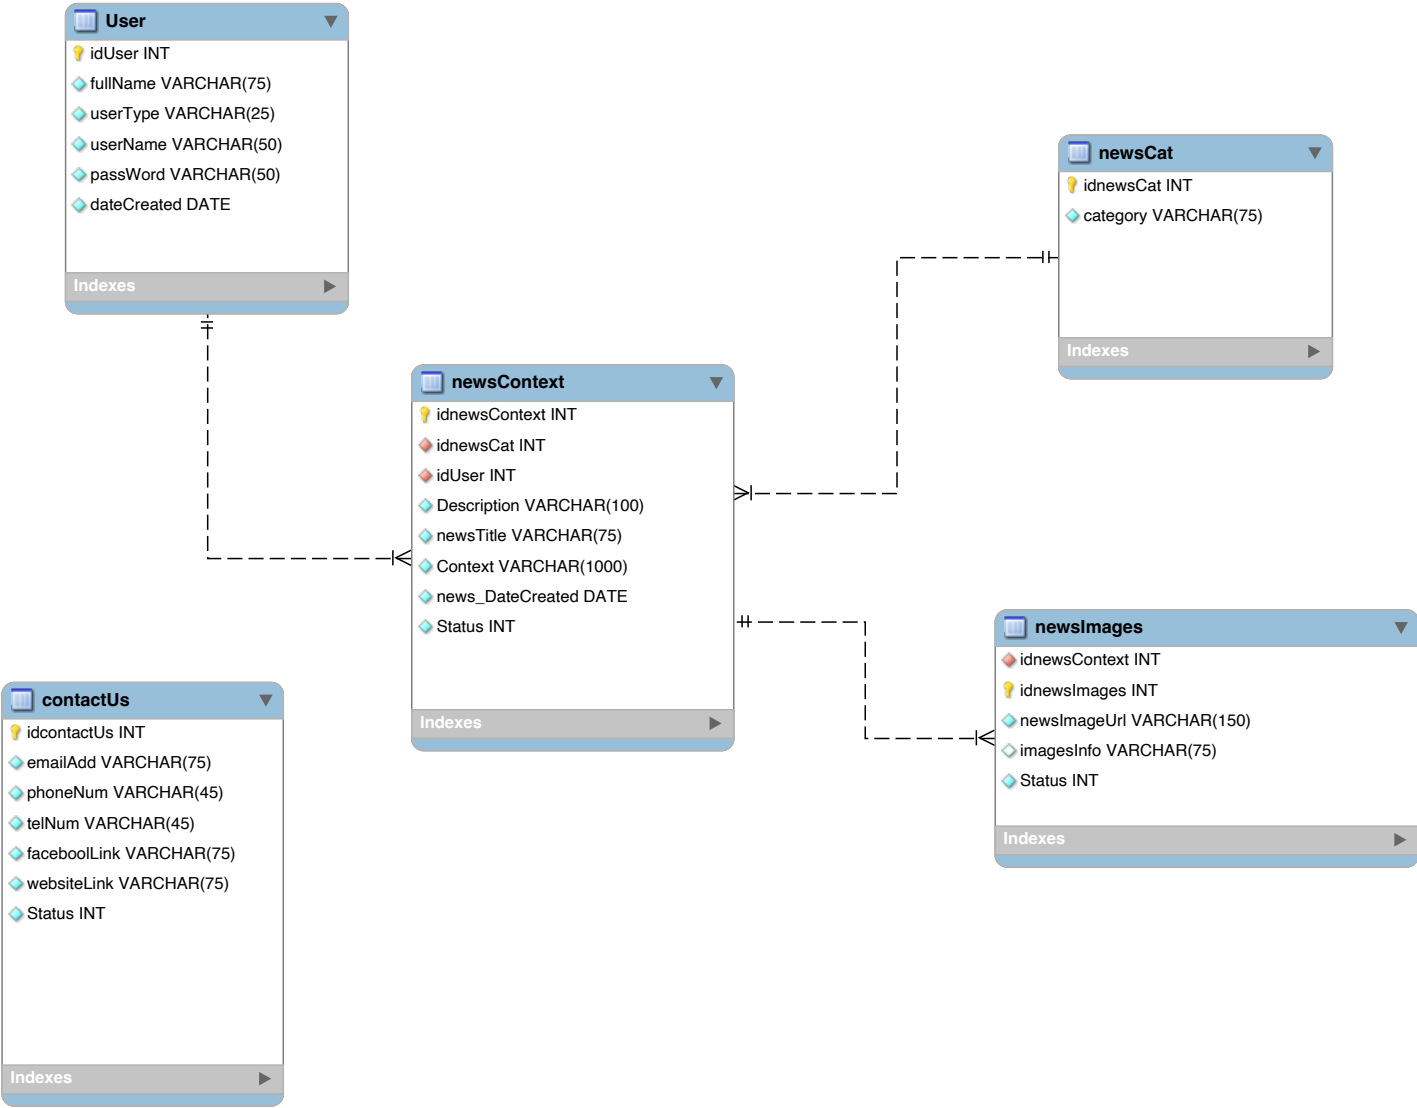 User
idUser INT
fullName VARCHAR(75)
userType VARCHAR(25)
userName VARCHAR(50)
passWord VARCHAR(50)
dateCreated DATE
Indexes
newsCat
idnewsCat INT
category VARCHAR(75)
Indexes
newsContext
idnewsContext INT
idnewsCat INT
idUser INT
Description VARCHAR(100)
newsTitle VARCHAR(75)
Context VARCHAR(1000)
news_DateCreated DATE
Status INT
Indexes
newsImages
idnewsContext INT
idnewsImages INT
newsImageUrl VARCHAR(150)
imagesInfo VARCHAR(75)
Status INT
Indexes
contactUs
idcontactUs INT
emailAdd VARCHAR(75)
phoneNum VARCHAR(45)
telNum VARCHAR(45)
faceboolLink VARCHAR(75)
websiteLink VARCHAR(75)
Status INT
Indexes